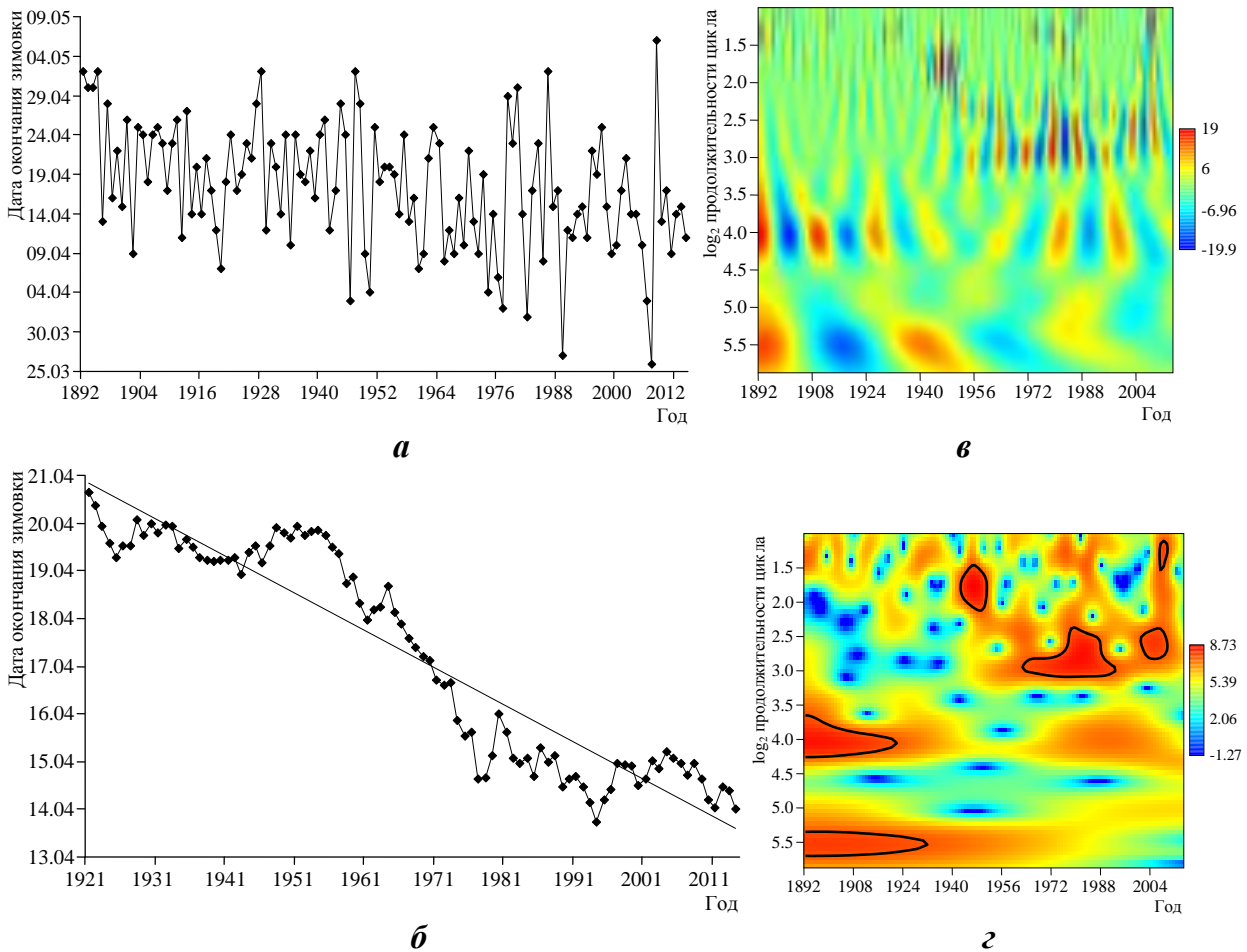 Дата окончания зимовки
09.05
04.05
29.04
24.04
19.04
14.04
09.04
04.04
30.03
25.03
1892 1904 1916 1928 1940 1952 1964 1976 1988 2000 2012
Год
а
log2 продолжительности цикла
1.5
2.0
2.5
3.0
3.5
4.0
4.5
5.0
5.5
1892 1908 1924 1940 1956 1972 1988 2004
Год
19
6
-6.96
-19.9
в
Дата окончания зимовки
21.04
20.04
19.04
18.04
17.04
16.04
15.04
14.04
13.04
1921 1931 1941 1951 1961 1971 1981 1991 2001 2011
Год
б
log2 продолжительности цикла
1.5
2.0
2.5
3.0
3.5
4.0
4.5
5.0
5.5
1892 1908 1924 1940 1956 1972 1988 2004
Год
8.73
5.39
2.06
-1.27
г